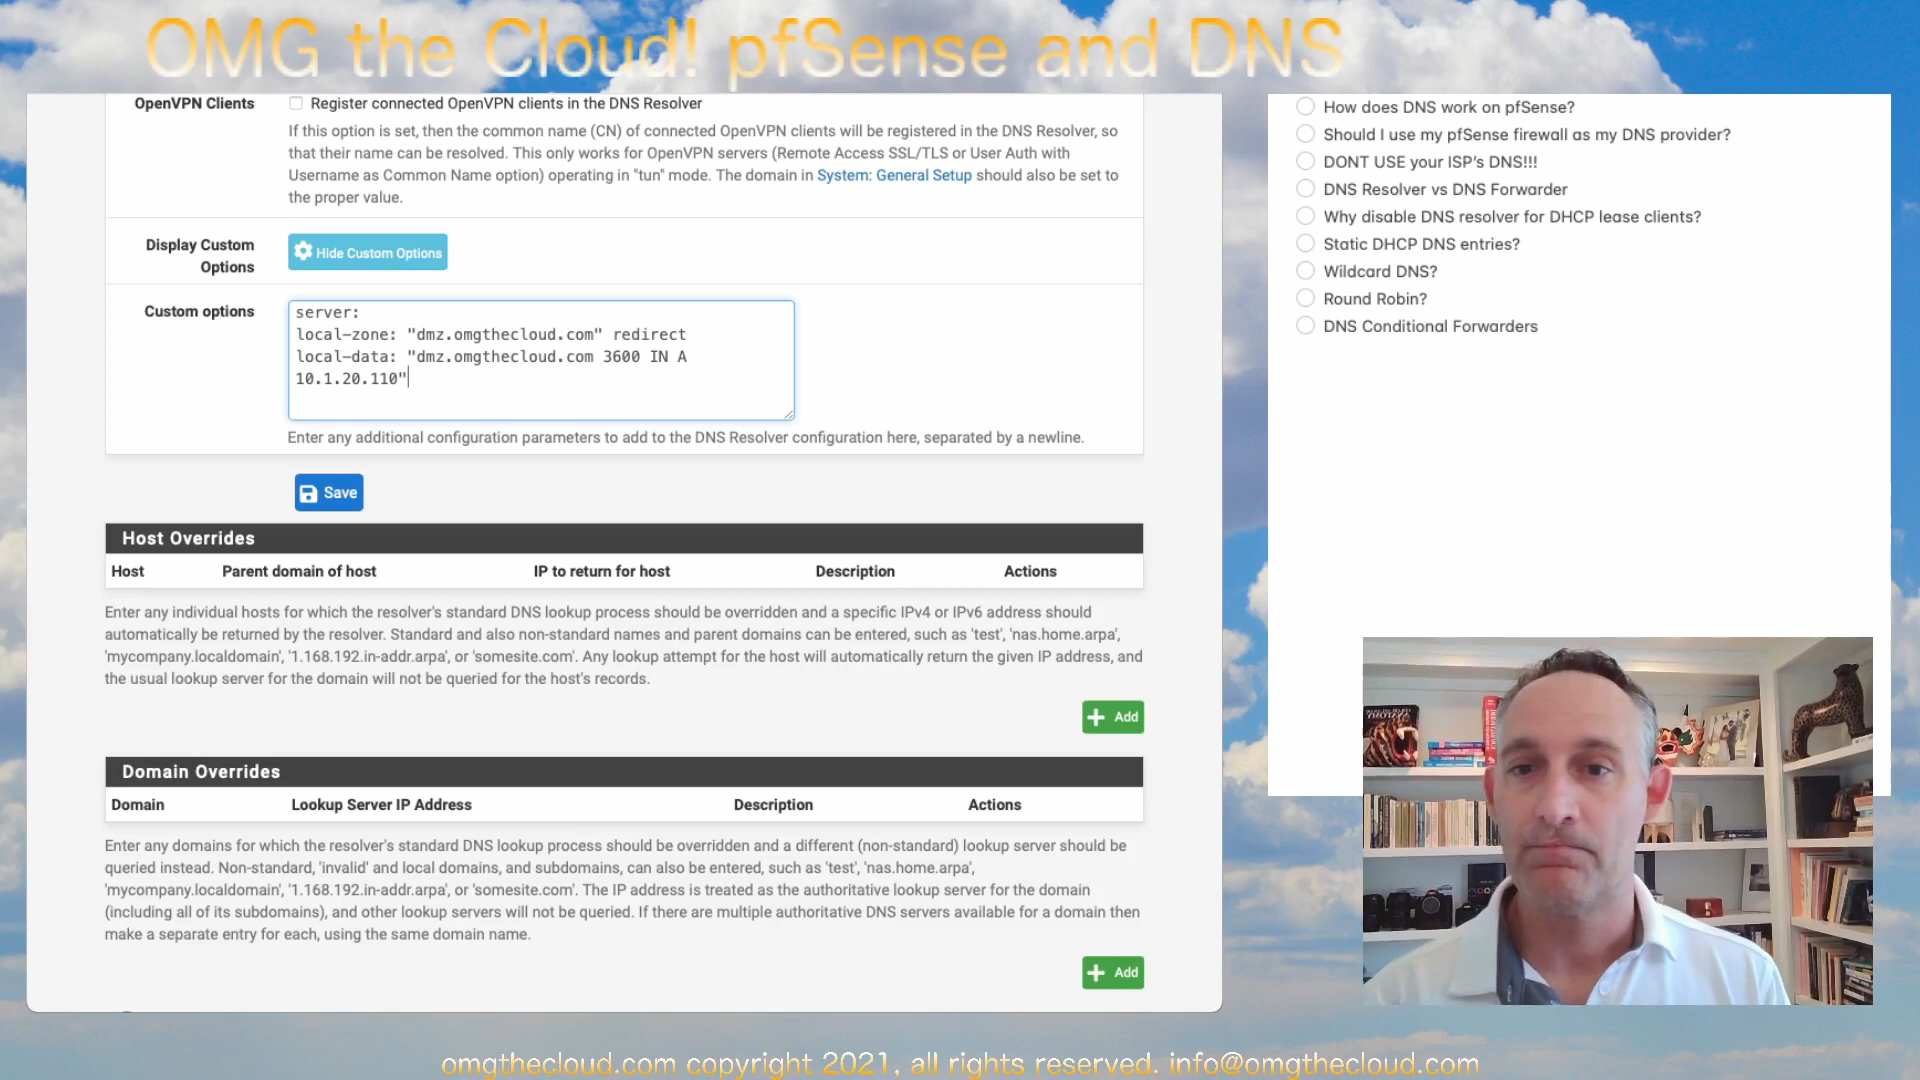 OMG the Cloud! pfSense and DNS
OpenVPN Clients
Register connected OpenVPN clients in the DNS Resolver
If this option is set, then the common name (CN) of connected OpenVPN clients will be registered in the DNS Resolver, so
that their name can be resolved. This only works for OpenVPN servers (Remote Access SSL/TLS or User Auth with
Username as Common Name option) operating in "tun" mode. The domain in System: General Setup should also be set to
the proper value.
Display Custom
Options
Hide Custom Options
Custom options
server:
local-zone: "dmz.omgthecloud.com" redirect
local-data: "dmz.omgthecloud.com 3600 IN A
10.1.20.110"
Enter any additional configuration parameters to add to the DNS Resolver configuration here, separated by a newline.
Save
Host Overrides
Host Parent domain of host IP to return for host Description Actions
Enter any individual hosts for which the resolver's standard DNS lookup process should be overridden and a specific IPv4 or IPv6 address should
automatically be returned by the resolver. Standard and also non-standard names and parent domains can be entered, such as 'test', 'nas.home.arpa',
'mycompany.localdomain', '1.168.192.in-addr.arpa', or 'somesite.com'. Any lookup attempt for the host will automatically return the given IP address, and
the usual lookup server for the domain will not be queried for the host's records.
Add
Domain Overrides
Domain Lookup Server IP Address Description Actions
Enter any domains for which the resolver's standard DNS lookup process should be overridden and a different (non-standard) lookup server should be
queried instead. Non-standard, 'invalid' and local domains, and subdomains, can also be entered, such as 'test', 'nas.home.arpa',
'mycompany.localdomain', '1.168.192.in-addr.arpa', or 'somesite.com'. The IP address is treated as the authoritative lookup server for the domain
(including all of its subdomains), and other lookup servers will not be queried. If there are multiple authoritative DNS servers available for a domain then
make a separate entry for each, using the same domain name.
Add
How does DNS work on pfSense?
Should I use my pfSense firewall as my DNS provider?
DONT USE your ISP's DNS!!!
DNS Resolver vs DNS Forwarder
Why disable DNS resolver for DHCP lease clients?
Static DHCP DNS entries?
Wildcard DNS?
Round Robin?
DNS Conditional Forwarders
omgthecloud.com copyright 2021, all rights reserved. info@omgthecloud.com